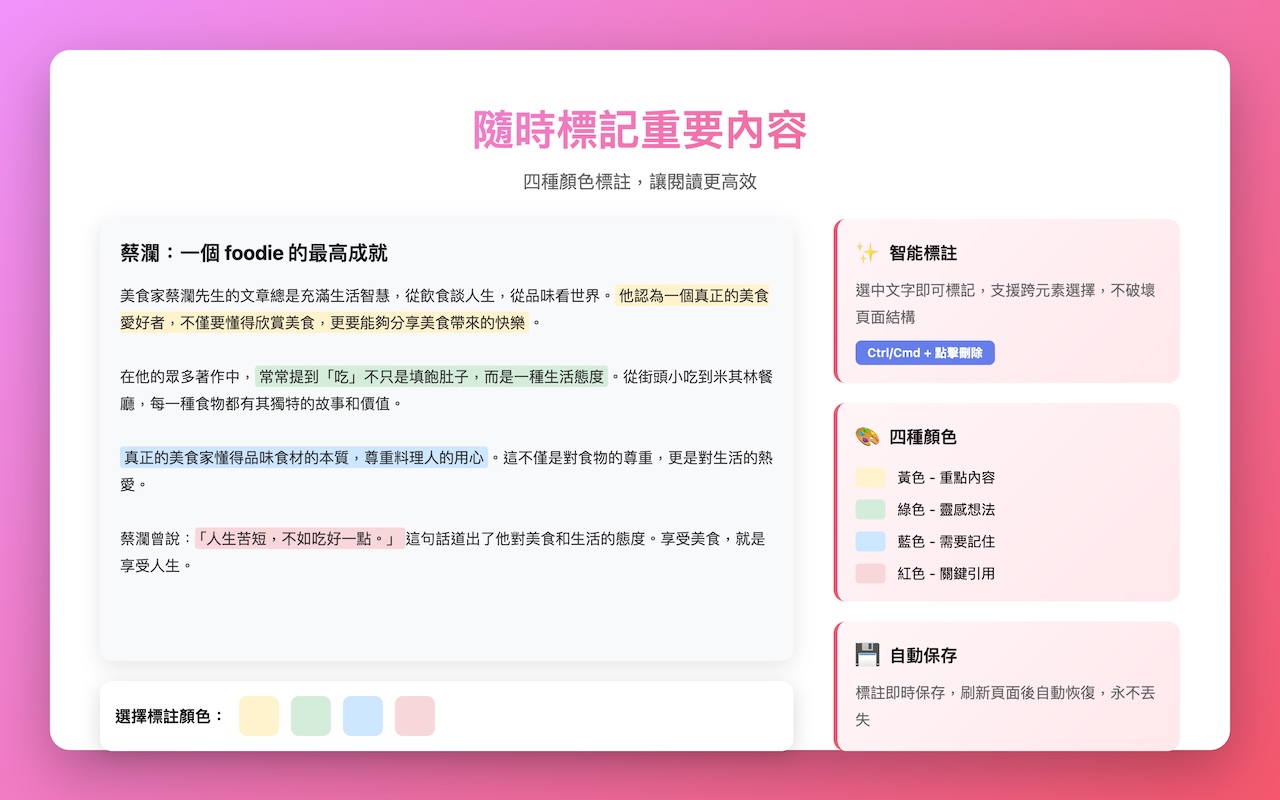 隨時標記重要內容
四種顏色標註，讓閱讀更高效
蔡瀾：一個 foodie 的最高成就
美食家蔡瀾先生的文章總是充滿生活智慧，從飲食談人生，從品味看世界。他認為一個真正的美食
愛好者，不僅要懂得欣賞美食，更要能夠分享美食帶來的快樂。
在他的眾多著作中，常常提到「吃」不只是填飽肚子，而是一種生活態度。從街頭小吃到米其林餐
廳，每一種食物都有其獨特的故事和價值。
真正的美食家懂得品味食材的本質，尊重料理人的用心。這不僅是對食物的尊重，更是對生活的熱
愛。
蔡瀾曾說：「人生苦短，不如吃好一點。」這句話道出了他對美食和生活的態度。享受美食，就是
享受人生。
選擇標註顏色：
智能標註
選中文字即可標記，支援跨元素選擇，不破壞
頁面結構
Ctrl/Cmd + 點擊刪除
四種顏色
黃色 - 重點內容
綠色 - 靈感想法
藍色 - 需要記住
紅色 - 關鍵引用
自動保存
標註即時保存，刷新頁面後自動恢復，永不丟
失